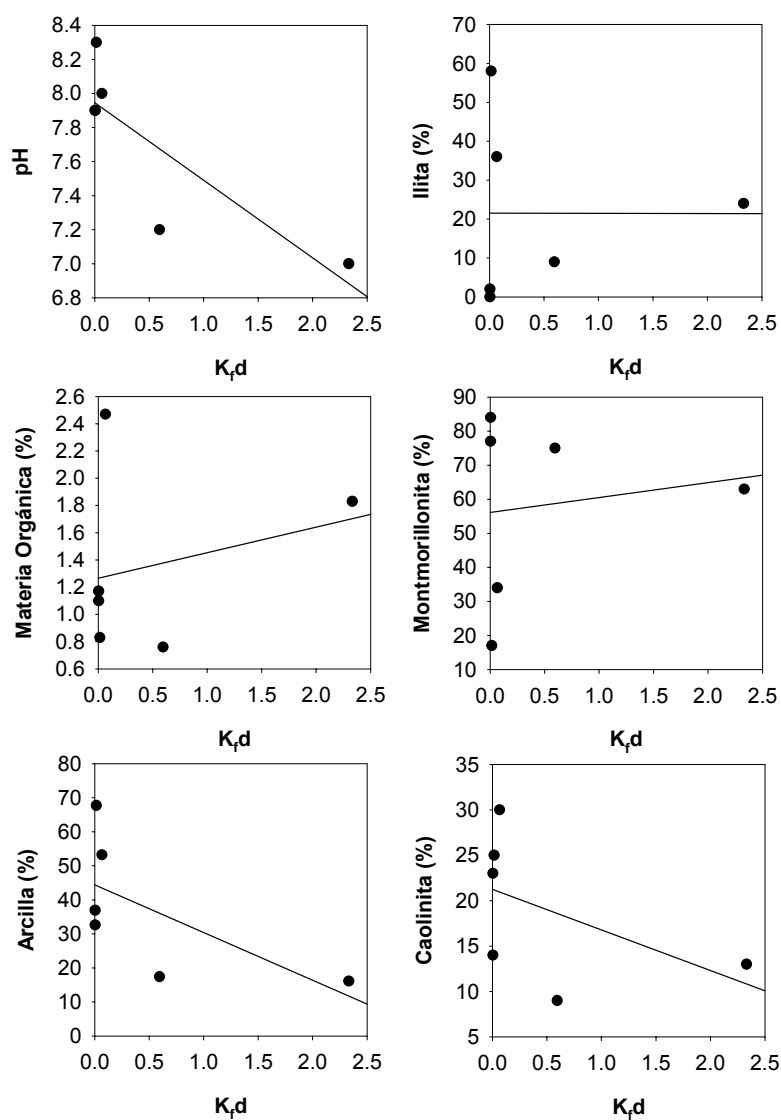 pH
8.4
8.2
8.0
7.8
7.6
7.4
7.2
7.0
6.8
0.0 0.5 1.0 1.5 2.0 2.5
Kfd
Illita (%)
70
60
50
40
30
20
10
0
0.0 0.5 1.0 1.5 2.0 2.5
Kfd
Materia Orgánica (%)
2.6
2.4
2.2
2.0
1.8
1.6
1.4
1.2
1.0
0.8
0.6
0.0 0.5 1.0 1.5 2.0 2.5
Kfd
Montmorillonita (%)
90
80
70
60
50
40
30
20
10
0.0 0.5 1.0 1.5 2.0 2.5
Kfd
Arcilla (%)
80
70
60
50
40
30
20
10
0
0.0 0.5 1.0 1.5 2.0 2.5
Kfd
Caolinita (%)
35
30
25
20
15
10
5
0.0 0.5 1.0 1.5 2.0 2.5
Kfd